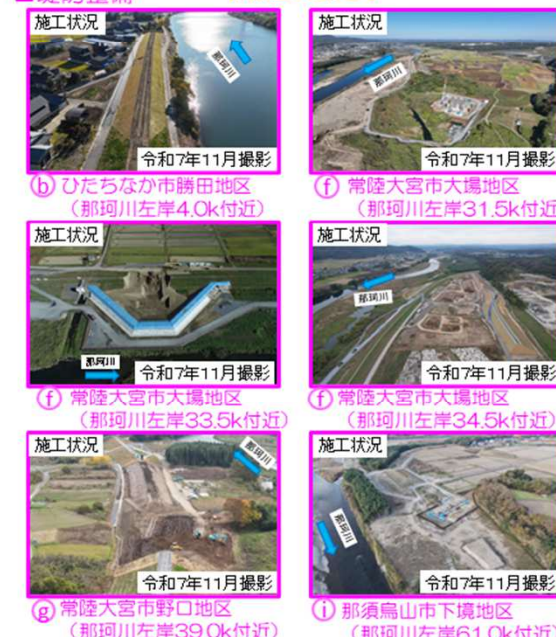 堤防整備
施工状況
那珂川
令和7年11月撮影
ⓑ ひたちなか市勝田地区
(那珂川左岸4.0k付近)
施工状況
那珂川
令和7年11月撮影
ⓕ 常陸大宮市大場地区
(那珂川左岸31.5k付近
施工状況
那珂川
令和7年11月撮影
ⓕ 常陸大宮市大場地区
(那珂川左岸33.5k付近)
施工状況
那珂川
令和7年11月撮影
ⓕ 常陸大宮市大場地区
(那珂川左岸34.5k付近)
施工状況
那珂川
令和7年11月撮影
ⓖ 常陸大宮市野口地区
(那珂川左岸39.0k付近)
施工状況
那珂川
令和7年11月撮影
ⓘ 那須烏山市下境地区
(那珂川左岸61.0k付近)